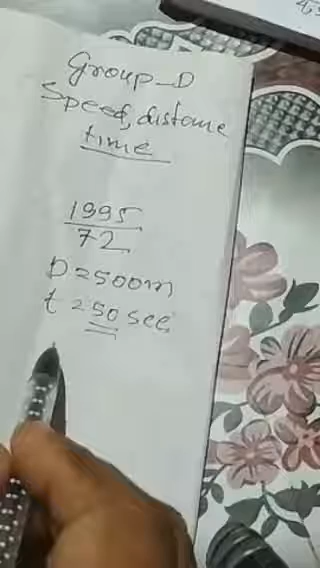 Group-D
Speed, distance
time
1995
72
D=500m
t=50 sec